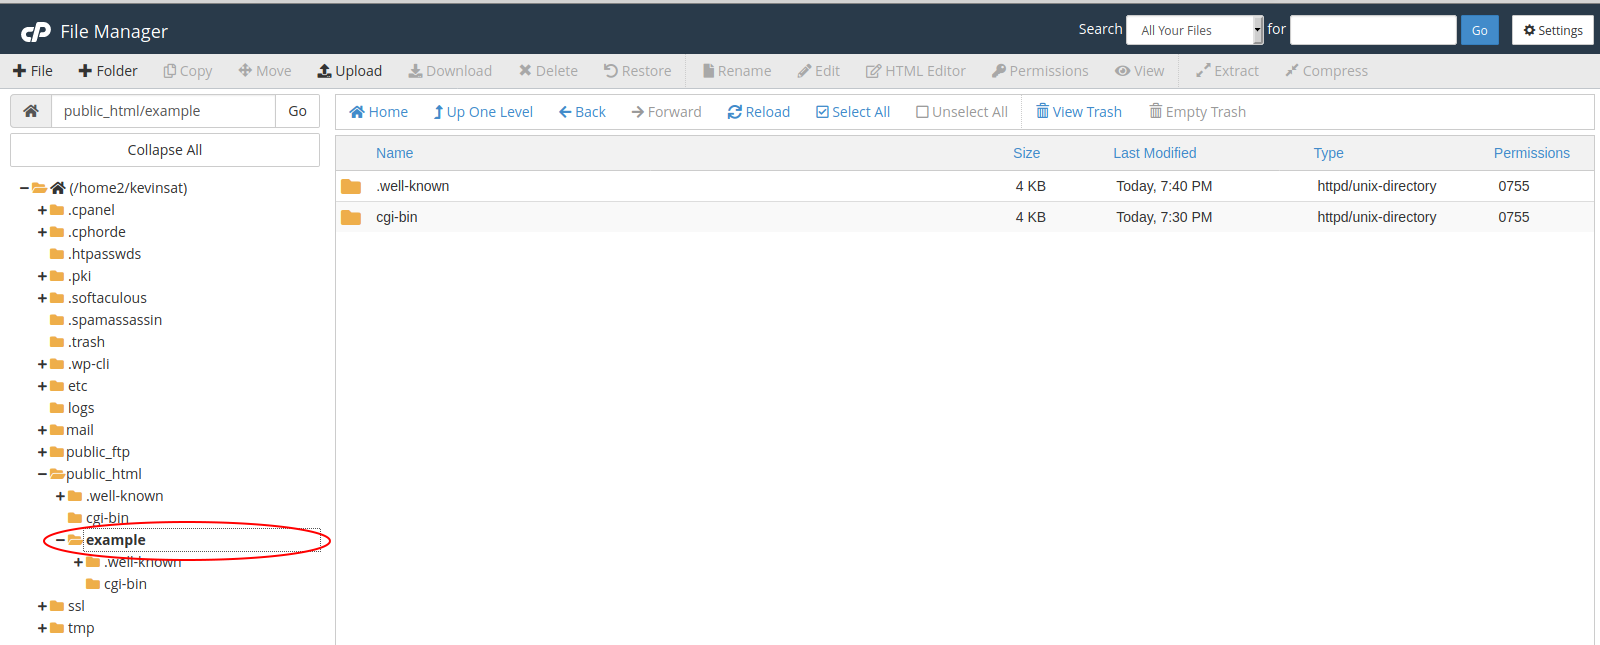 cP File Manager Search All Your Files for Go Settings
File Folder Copy Move Upload Download Delete Restore Rename Edit HTML Editor Permissions View Extract Compress
public_html/example Go
Home Up One Level Back Forward Reload Select All Unselect All View Trash Empty Trash
Collapse All
Name Size Last Modified Type Permissions
.well-known 4 KB Today, 7:40 PM httpd/unix-directory 0755
cgi-bin 4 KB Today, 7:30 PM httpd/unix-directory 0755
(/home2/kevinsat)
.cpanel
.cphorde
.htpasswds
.pki
.softaculous
.spamassassin
.trash
.wp-cli
etc
logs
mail
public_ftp
public_html
.well-known
cgi-bin
example
.well-known
cgi-bin
ssl
tmp